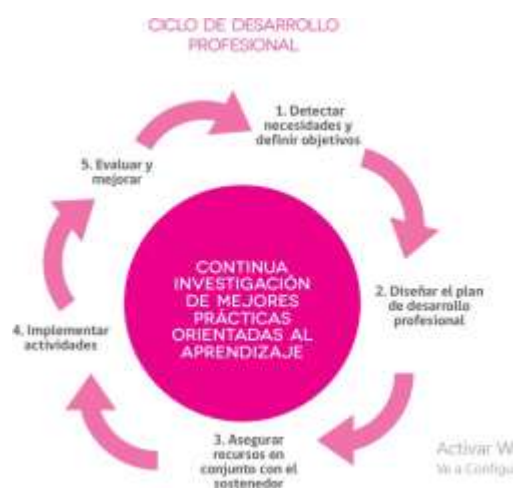 CICLO DE DESARROLLO
PROFESIONAL
1. Detectar
necesidades y
definir objetivos
2. Diseñar el plan
de desarrollo
profesional
3. Asegurar
recursos en
conjunto con el
sostenedor
4. Implementar
actividades
5. Evaluar y
mejorar
CONTINUA
INVESTIGACIÓN
DE MEJORES
PRÁCTICAS
ORIENTADAS AL
APRENDIZAJE
Activar W
Ve a Configu